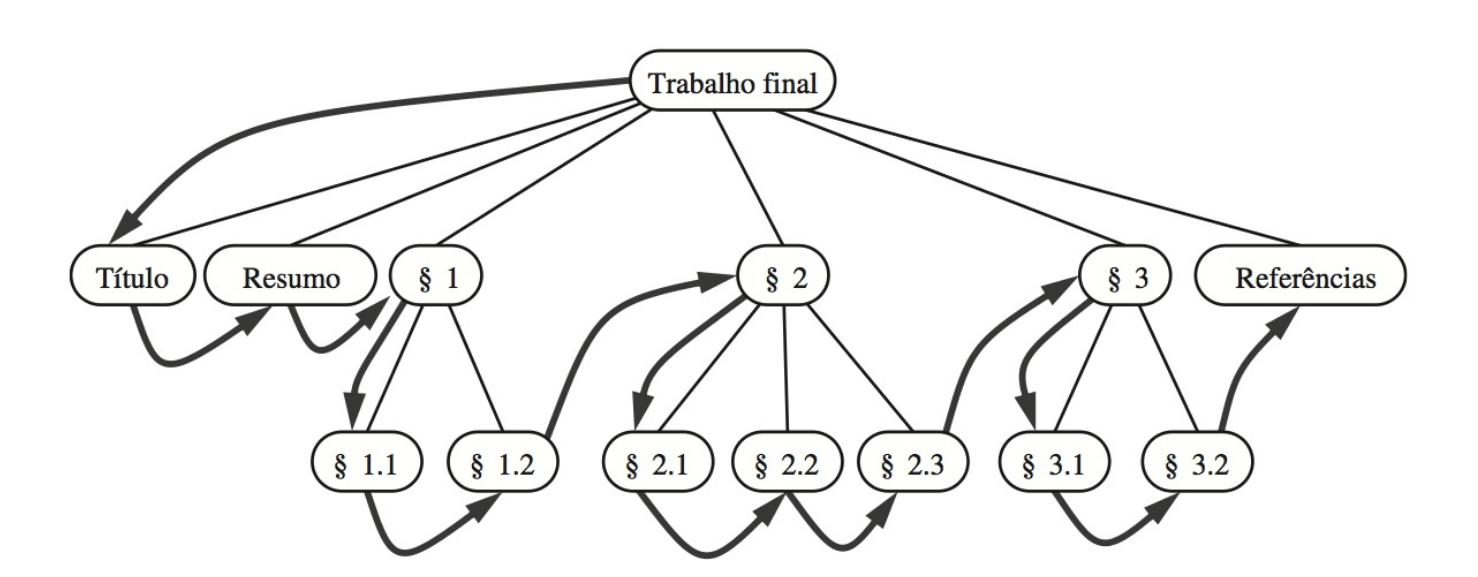 Trabalho final
Título
Resumo
§ 1
§ 2
§ 3
Referências
§ 1.1
§ 1.2
§ 2.1
§ 2.2
§ 2.3
§ 3.1
§ 3.2